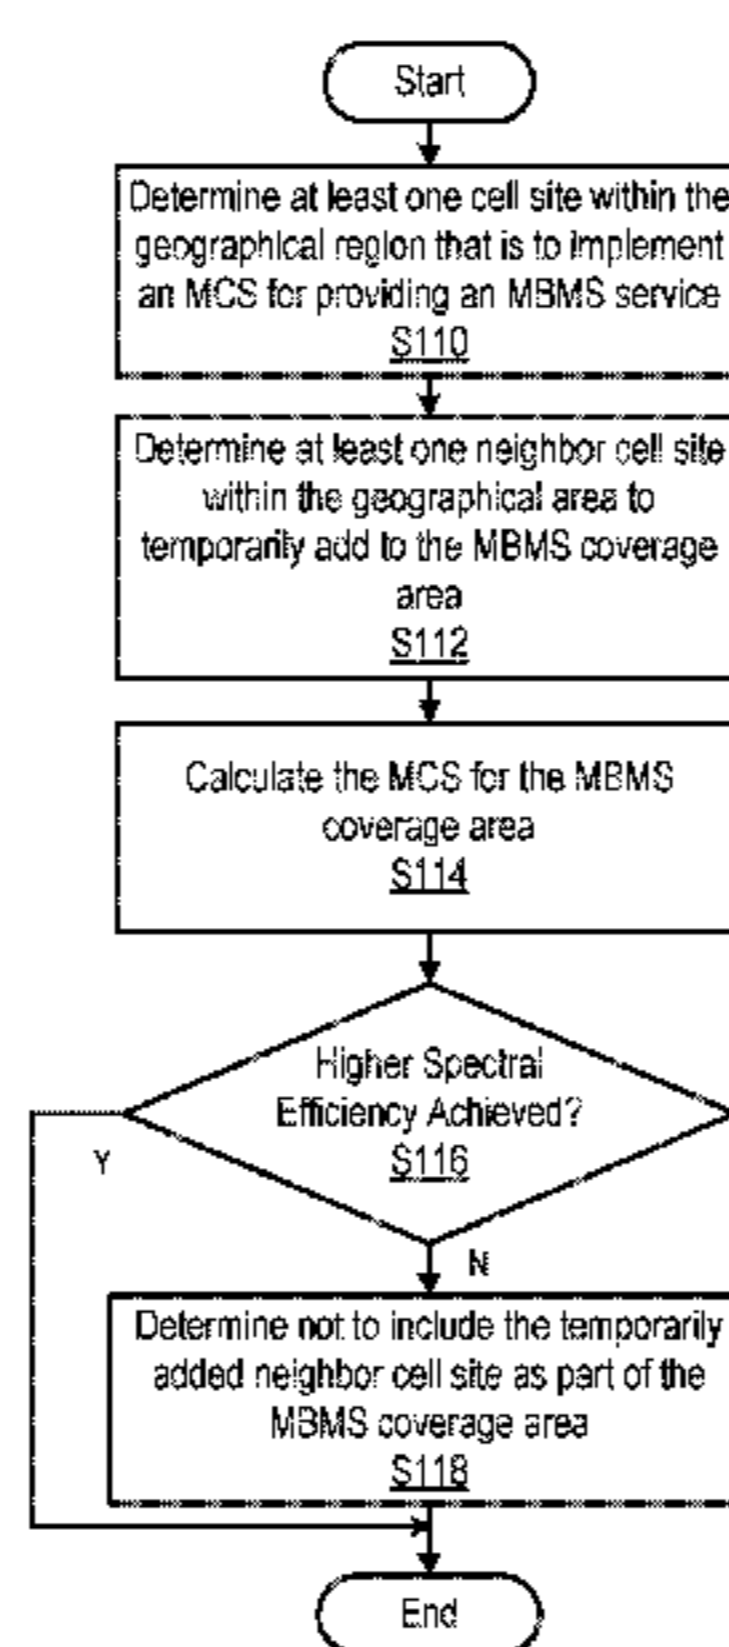 Start
Determine at least one cell site within the
geographical region that is to implement
an MCS for providing an MBMS service
S110
Determine at least one neighbor cell site
within the geographical area to
temporarily add to the MBMS coverage
area
S112
Calculate the MCS for the MBMS
coverage area
S114
Higher Spectral
Efficiency Achieved?
S116
Y
N
Determine not to include the temporarily
added neighbor cell site as part of the
MBMS coverage area
S118
End